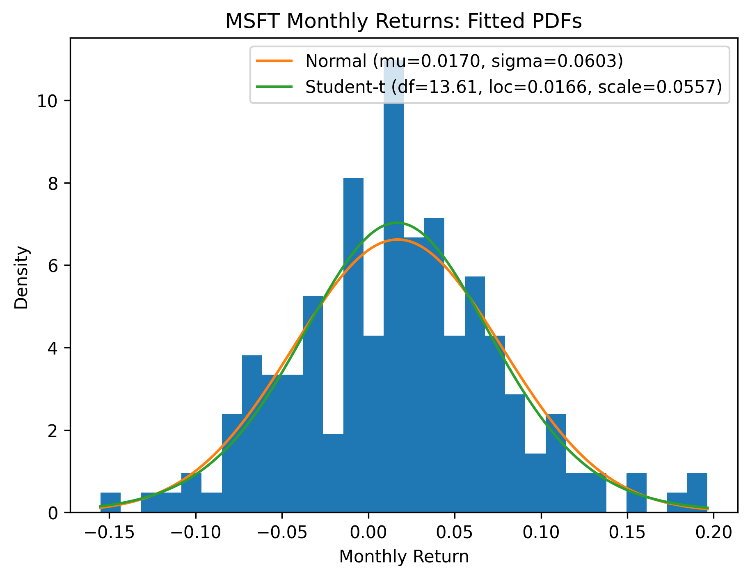 MSFT Monthly Returns: Fitted PDFs
Normal (mu=0.0170, sigma=0.0603)
Student-t (df=13.61, loc=0.0166, scale=0.0557)
Density
10
8
6
4
2
0
−0.15 −0.10 −0.05 0.00 0.05 0.10 0.15 0.20
Monthly Return